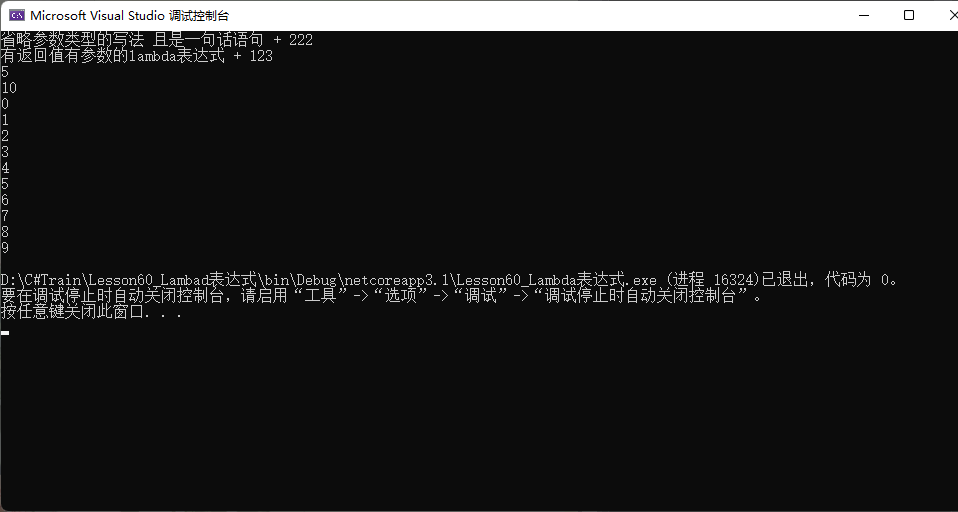 Microsoft Visual Studio 调试控制台
省略参数类型的写法 且是一句话语句 + 222
有返回值有参数的lambda表达式 + 123
5
10
0
1
2
3
4
5
6
7
8
9
D:\C#Train\Lesson60_Lambad表达式\bin\Debug\netcoreapp3.1\Lesson60_Lambda表达式.exe (进程 16324)已退出，代码为 0。
要在调试停止时自动关闭控制台，请启用“工具”->“选项”->“调试”->“调试停止时自动关闭控制台”。
按任意键关闭此窗口. . .